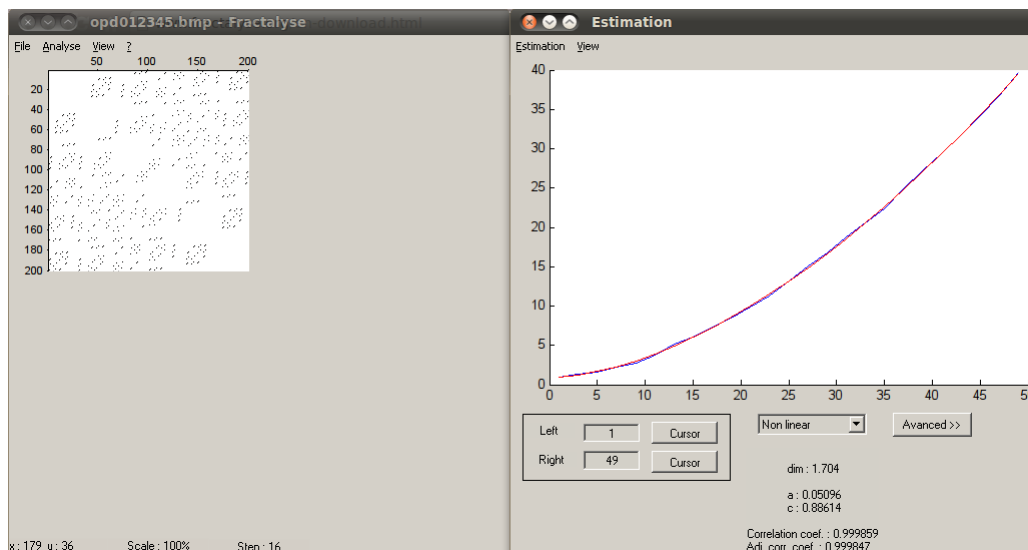 opd012345.bmp - Fractalyse
File Analyse View ?
50 100 150 200
20
40
60
80
100
120
140
160
180
200
x : 179 y : 36 Scale : 100% Step : 16
Estimation
Estimation View
40
35
30
25
20
15
10
5
0
0 5 10 15 20 25 30 35 40 45
Left 1 Cursor
Right 49 Cursor
Non linear
Avanced >>
dim : 1.704
a : 0.05096
c : 0.88614
Correlation coef. : 0.999859
Adj. corr. coef. : 0.999847